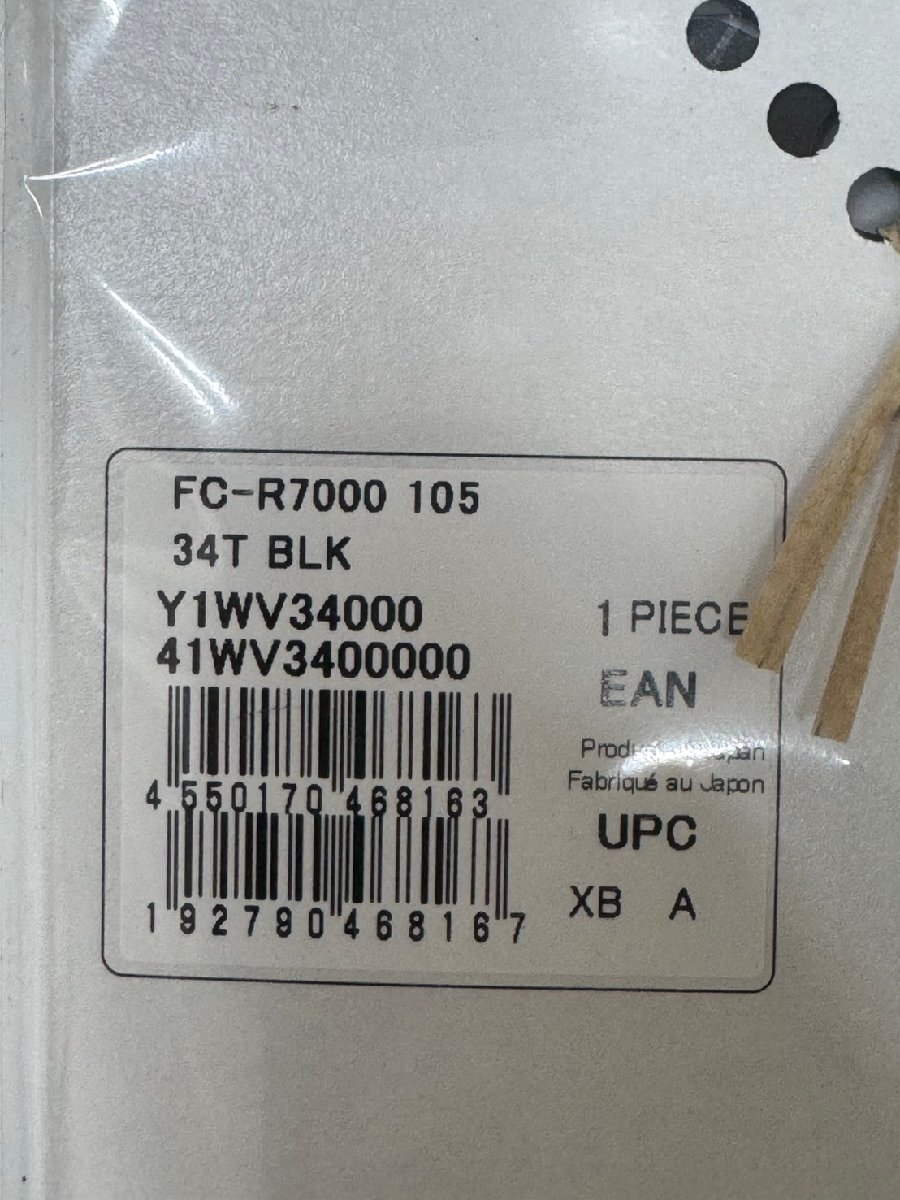 FC-R7000 105
34T BLK
Y1WV34000
41WV3400000
1 PIECE
EAN
4 550170 468163
Fabriqué au Japon
UPC
1 92790 46816 7
XB A